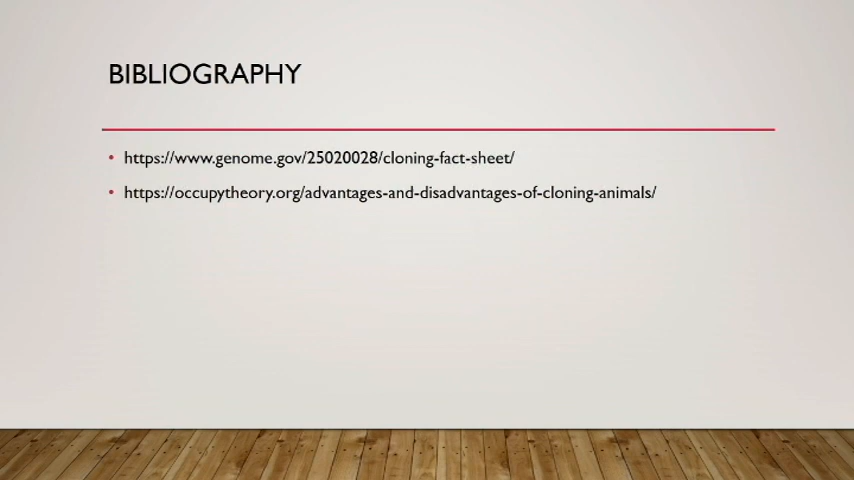 BIBLIOGRAPHY
• https://www.genome.gov/25020028/cloning-fact-sheet/
• https://occupytheory.org/advantages-and-disadvantages-of-cloning-animals/